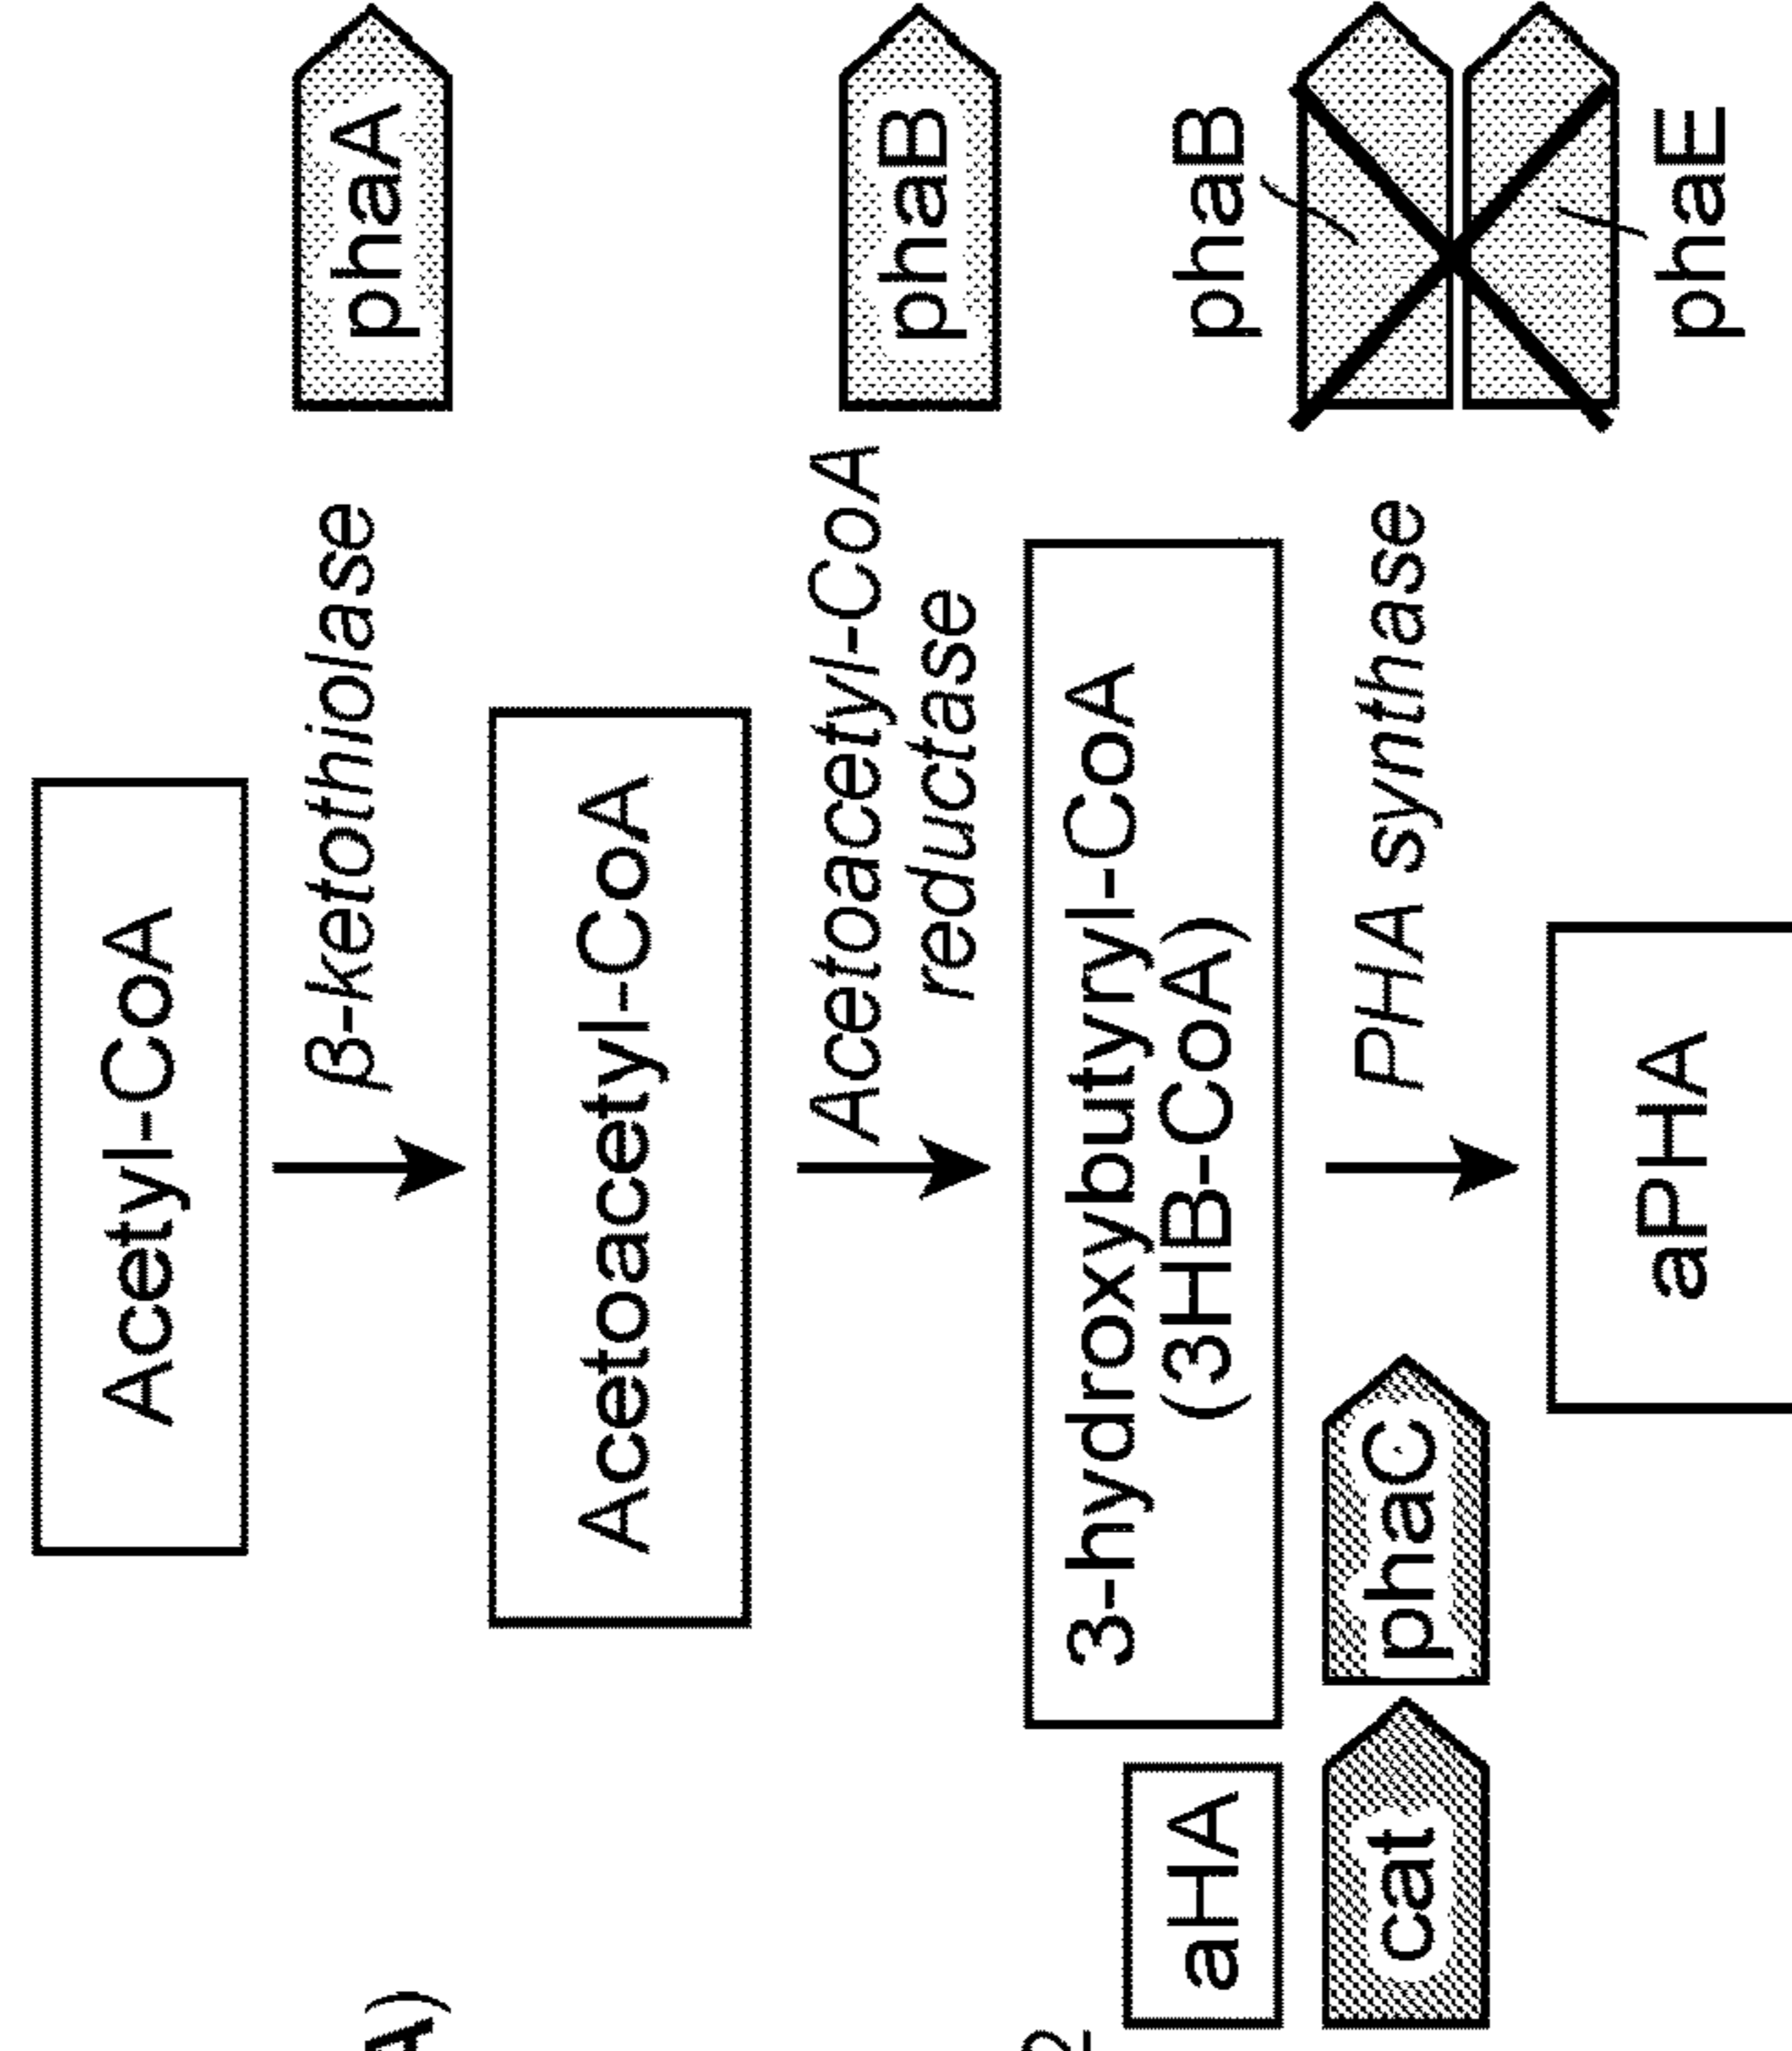 Acetyl-CoA
β-ketothiolase
phaA
Acetoacetyl-CoA
Acetoacetyl-CoA
reductase
phaB
aHA
3-hydroxybutyryl-CoA
(3HB-CoA)
phaB
cat
phaC
PHA synthase
phaE
aPHA
A)